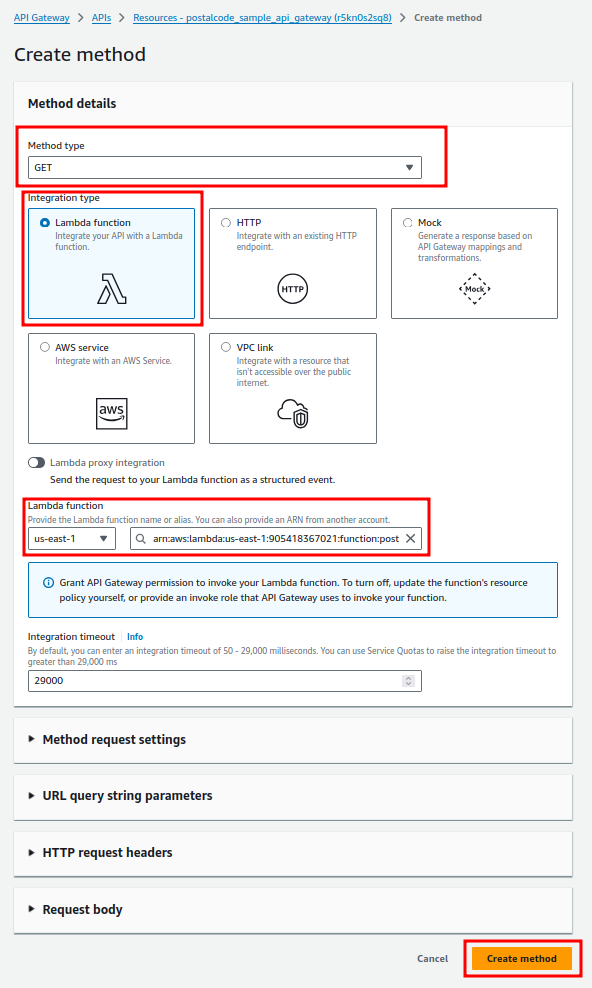 API Gateway > APIs > Resources - postalcode_sample_api_gateway (r5kn0s2sq8) > Create method
Create method
Method details
Method type
GET
Integration type
Lambda function
Integrate your API with a Lambda
function.
HTTP
Integrate with an existing HTTP
endpoint.
HTTP
Mock
Generate a response based on
API Gateway mappings and
transformations.
Mock
AWS service
Integrate with an AWS Service.
aws
VPC link
Integrate with a resource that
isn't accessible over the public
internet.
Lambda proxy integration
Send the request to your Lambda function as a structured event.
Lambda function
Provide the Lambda function name or alias. You can also provide an ARN from another account.
us-east-1
arn:aws:lambda:us-east-1:905418367021:function:post
Grant API Gateway permission to invoke your Lambda function. To turn off, update the function's resource
policy yourself, or provide an invoke role that API Gateway uses to invoke your function.
Integration timeout Info
By default, you can enter an integration timeout of 50 - 29,000 milliseconds. You can use Service Quotas to raise the integration timeout to
greater than 29,000 ms
29000
Method request settings
URL query string parameters
HTTP request headers
Request body
Cancel
Create method